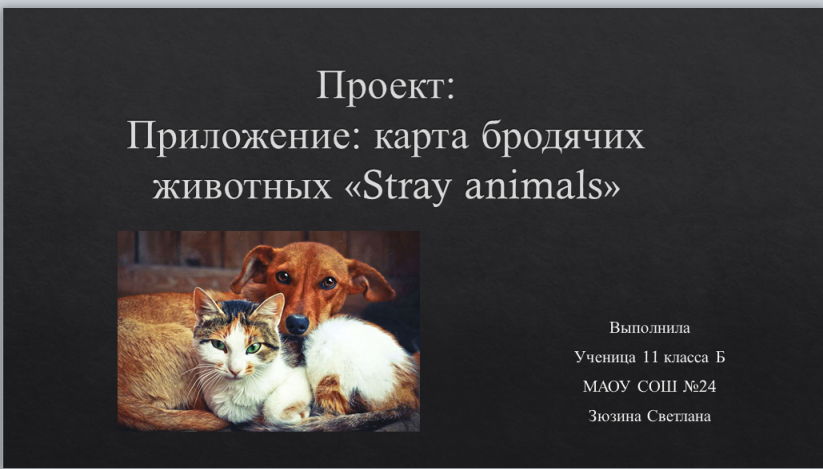 Проект:
Приложение: карта бродячих
животных «Stray animals»
Выполнила
Ученица 11 класса Б
МАОУ СОШ №24
Зюзина Светлана